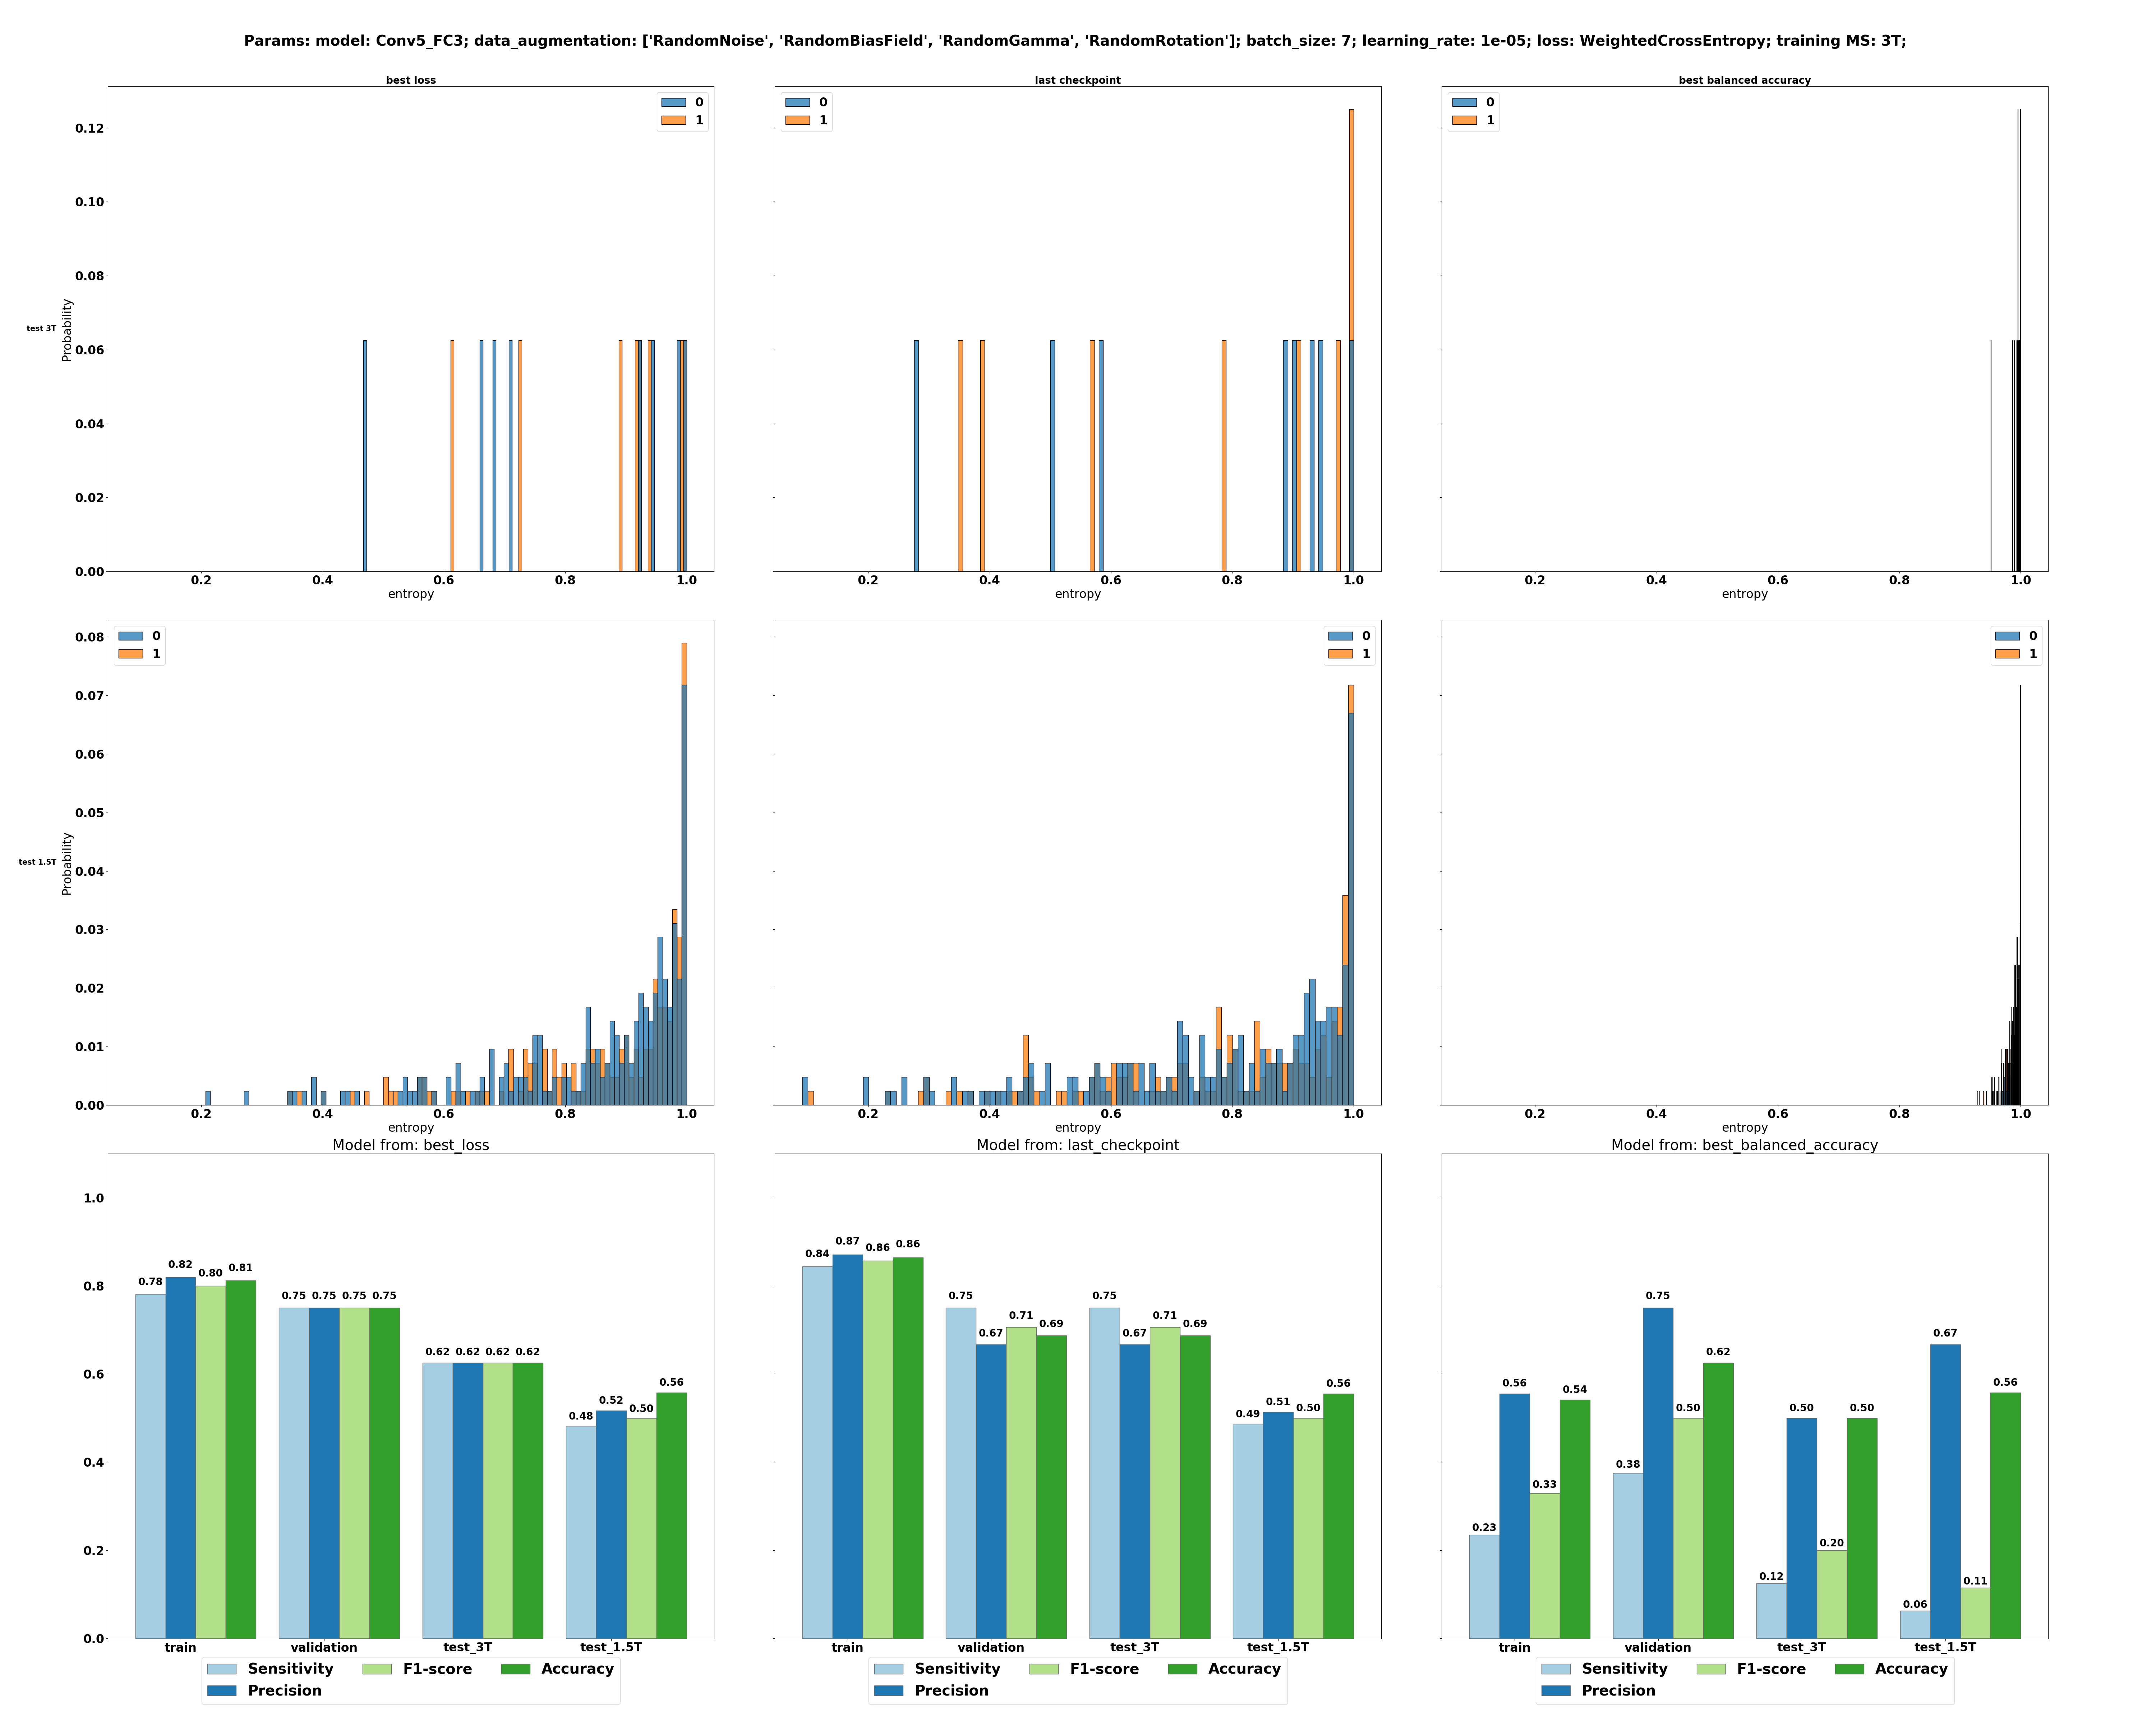 Params: model: Conv5_FC3; data_augmentation: ['RandomNoise', 'RandomBiasField', 'RandomGamma', 'RandomRotation']; batch_size: 7; learning_rate: 1e-05; loss: WeightedCrossEntropy; training MS: 3T;
best loss
last checkpoint
best balanced accuracy
0
1
0
1
0
1
test 3T
Probability
0.12
0.10
0.08
0.06
0.04
0.02
0.00
0.2 0.4 0.6 0.8 1.0
0.2 0.4 0.6 0.8 1.0
0.2 0.4 0.6 0.8 1.0
entropy
entropy
entropy
0
1
0
1
0
1
test 1.5T
Probability
0.08
0.07
0.06
0.05
0.04
0.03
0.02
0.01
0.00
0.2 0.4 0.6 0.8 1.0
0.2 0.4 0.6 0.8 1.0
0.2 0.4 0.6 0.8 1.0
entropy
entropy
entropy
Model from: best_loss
1.0
0.8
0.6
0.4
0.2
0.0
0.78 0.82 0.80 0.81
0.75 0.75 0.75 0.75
0.62 0.62 0.62 0.62
0.48 0.52 0.50 0.56
train validation test_3T test_1.5T
Sensitivity F1-score Accuracy
Precision
Model from: last_checkpoint
0.84 0.87 0.86 0.86
0.75 0.67 0.71 0.69
0.75 0.67 0.71 0.69
0.49 0.51 0.50 0.56
train validation test_3T test_1.5T
Sensitivity F1-score Accuracy
Precision
Model from: best_balanced_accuracy
0.23 0.56 0.33 0.54
0.38 0.75 0.50 0.62
0.12 0.50 0.20 0.50
0.06 0.67 0.11 0.56
train validation test_3T test_1.5T
Sensitivity F1-score Accuracy
Precision